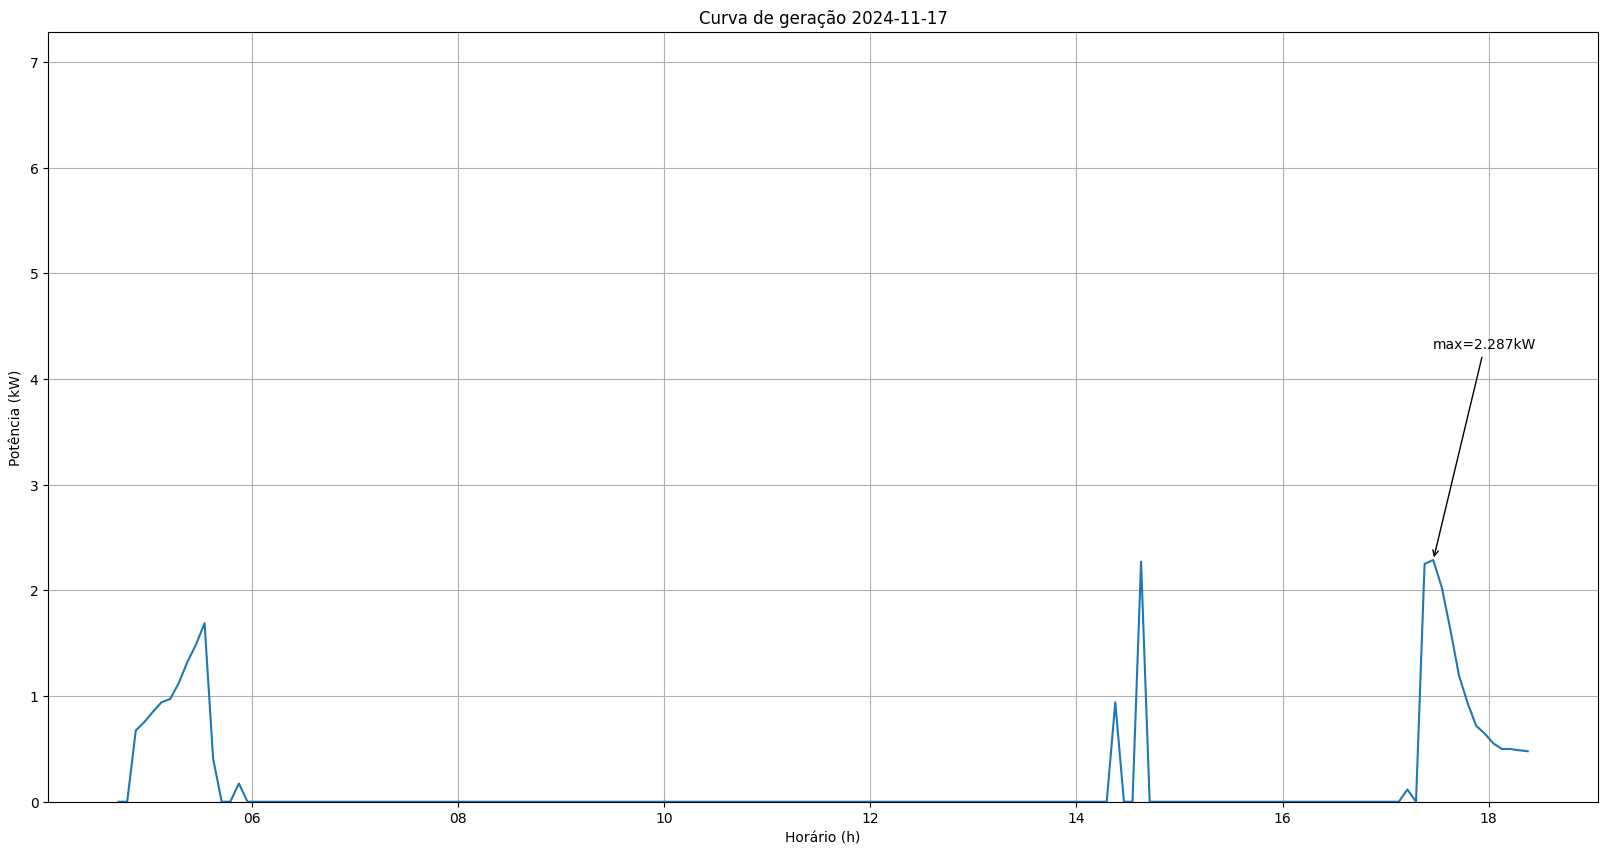 Curva de geração 2024-11-17
7
6
5
4
3
2
1
0
max=2.287kW
Potência (kW)
06 08 10 12 14 16 18
Horário (h)